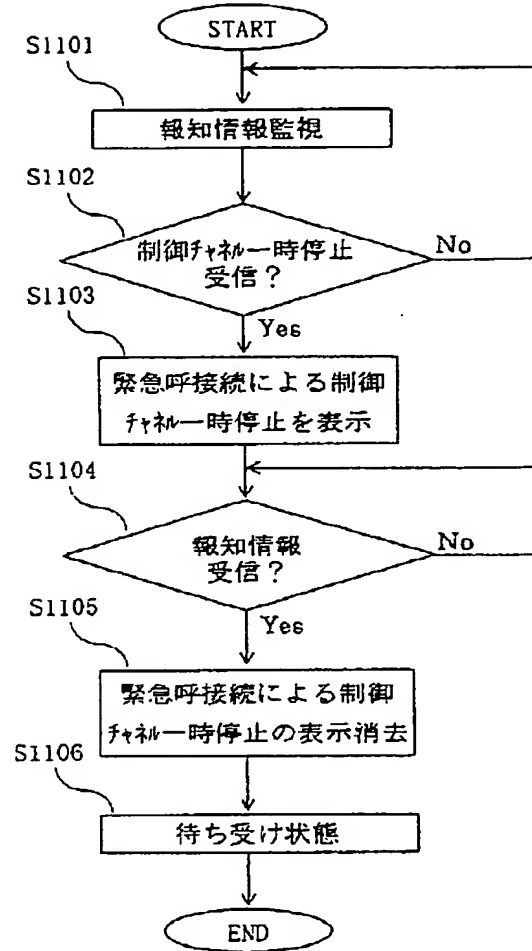 START
S1101
報知情報監視
S1102
制御ﾁｬﾈﾙ一時停止
受信？
No
S1103
Yes
緊急呼接続による制御
ﾁｬﾈﾙ一時停止を表示
S1104
報知情報
受信？
No
S1105
Yes
緊急呼接続による制御
ﾁｬﾈﾙ一時停止の表示消去
S1106
待ち受け状態
END